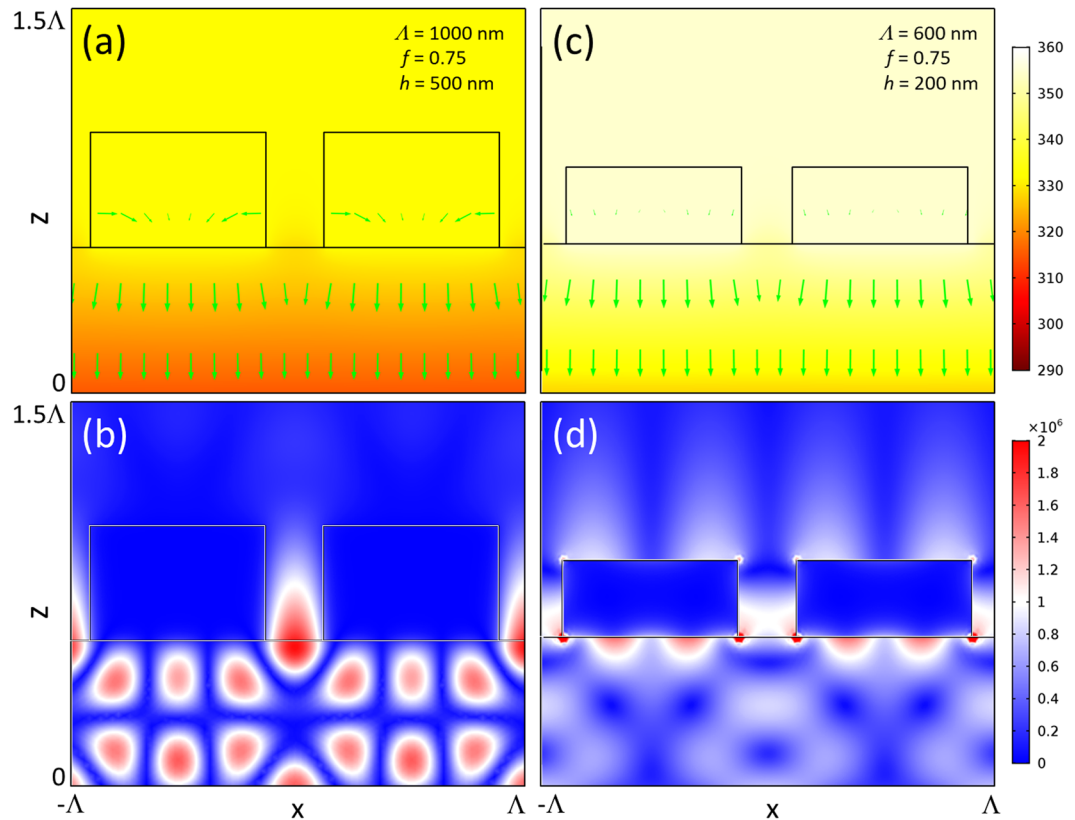 1.5Λ
(a)
Λ = 1000 nm
f = 0.75
h = 500 nm
z
0
(c)
Λ = 600 nm
f = 0.75
h = 200 nm
360
350
340
330
320
310
300
290
1.5Λ
(b)
z
0
-Λ
x
Λ
(d)
-Λ
x
Λ
×10⁶
2
1.8
1.6
1.4
1.2
1
0.8
0.6
0.4
0.2
0